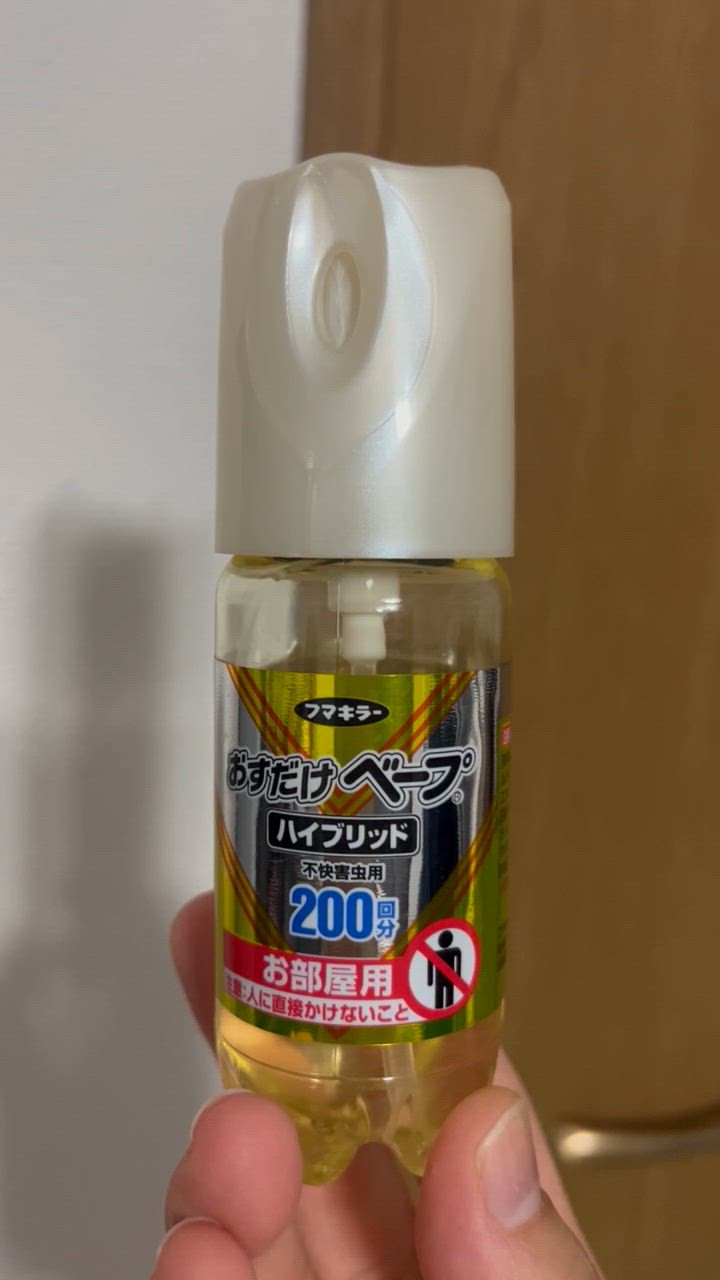 フマキラー
おすだけベープ®
ハイブリッド
不快害虫用
200回分
お部屋用
注意:人に直接かけないこと